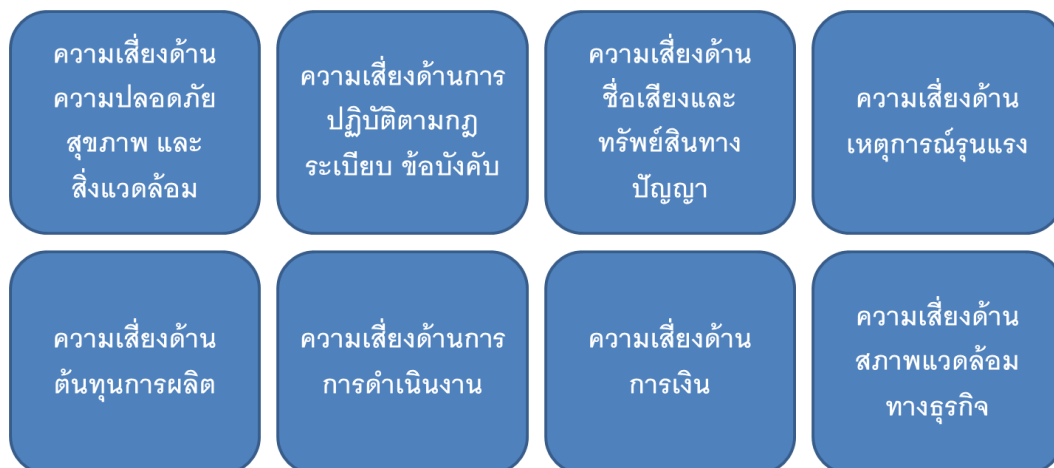 ความเสี่ยงด้าน
ความปลอดภัย
สุขภาพ และ
สิ่งแวดล้อม
ความเสี่ยงด้านการ
ปฏิบัติตามกฎ
ระเบียบ ข้อบังคับ
ความเสี่ยงด้าน
ชื่อเสียงและ
ทรัพย์สินทาง
ปัญญา
ความเสี่ยงด้าน
เหตุการณ์รุนแรง
ความเสี่ยงด้าน
ต้นทุนการผลิต
ความเสี่ยงด้านการ
การดำเนินงาน
ความเสี่ยงด้าน
การเงิน
ความเสี่ยงด้าน
สภาพแวดล้อม
ทางธุรกิจ